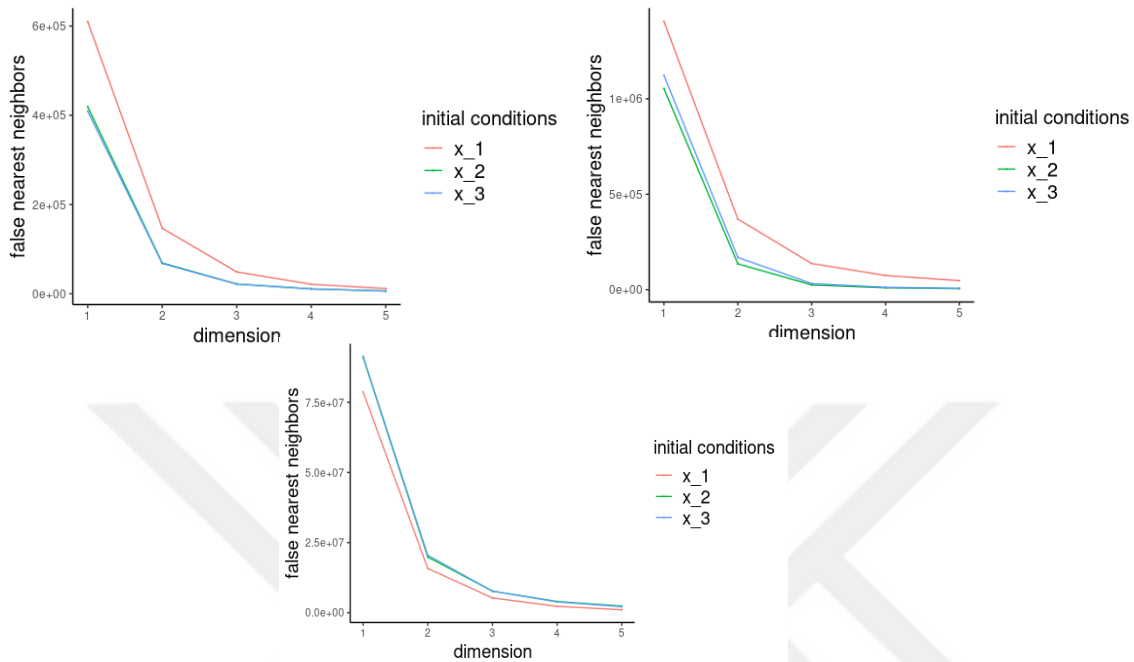 false nearest neighbors
6e+05
4e+05
2e+05
0e+00
1 2 3 4 5
dimension
initial conditions
x_1
x_2
x_3
false nearest neighbors
1e+06
5e+05
0e+00
1 2 3 4 5
dimension
initial conditions
x_1
x_2
x_3
false nearest neighbors
7.5e+07
5.0e+07
2.5e+07
0.0e+00
1 2 3 4 5
dimension
initial conditions
x_1
x_2
x_3